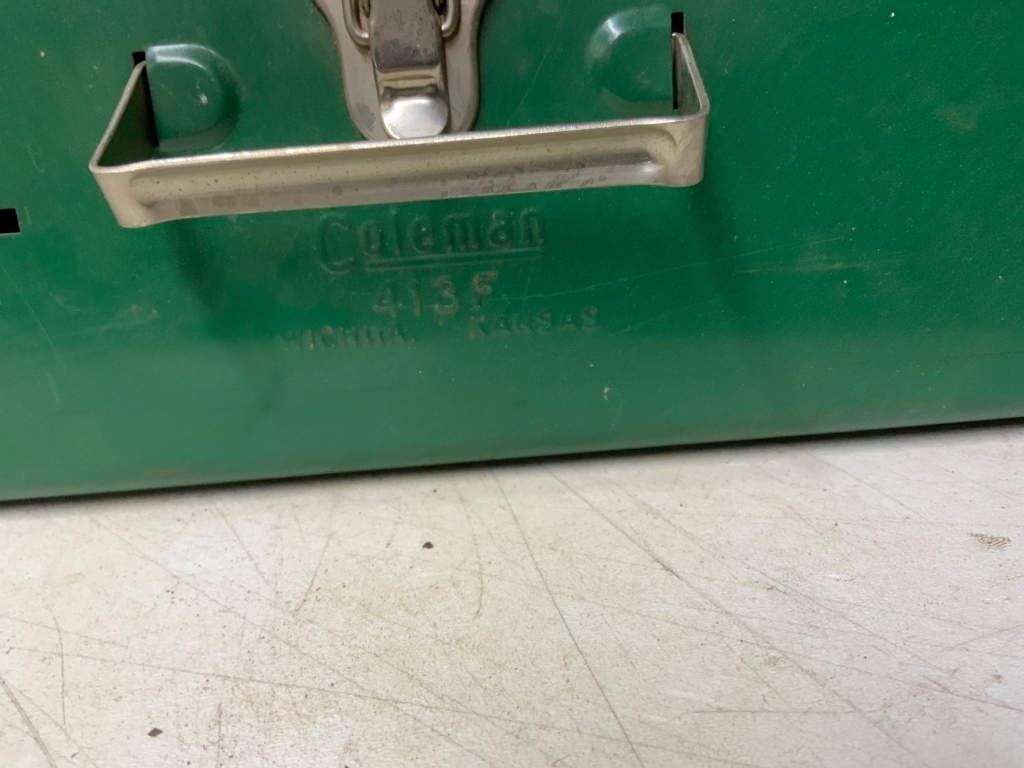 Coleman
413F
WICHITA, KANSAS